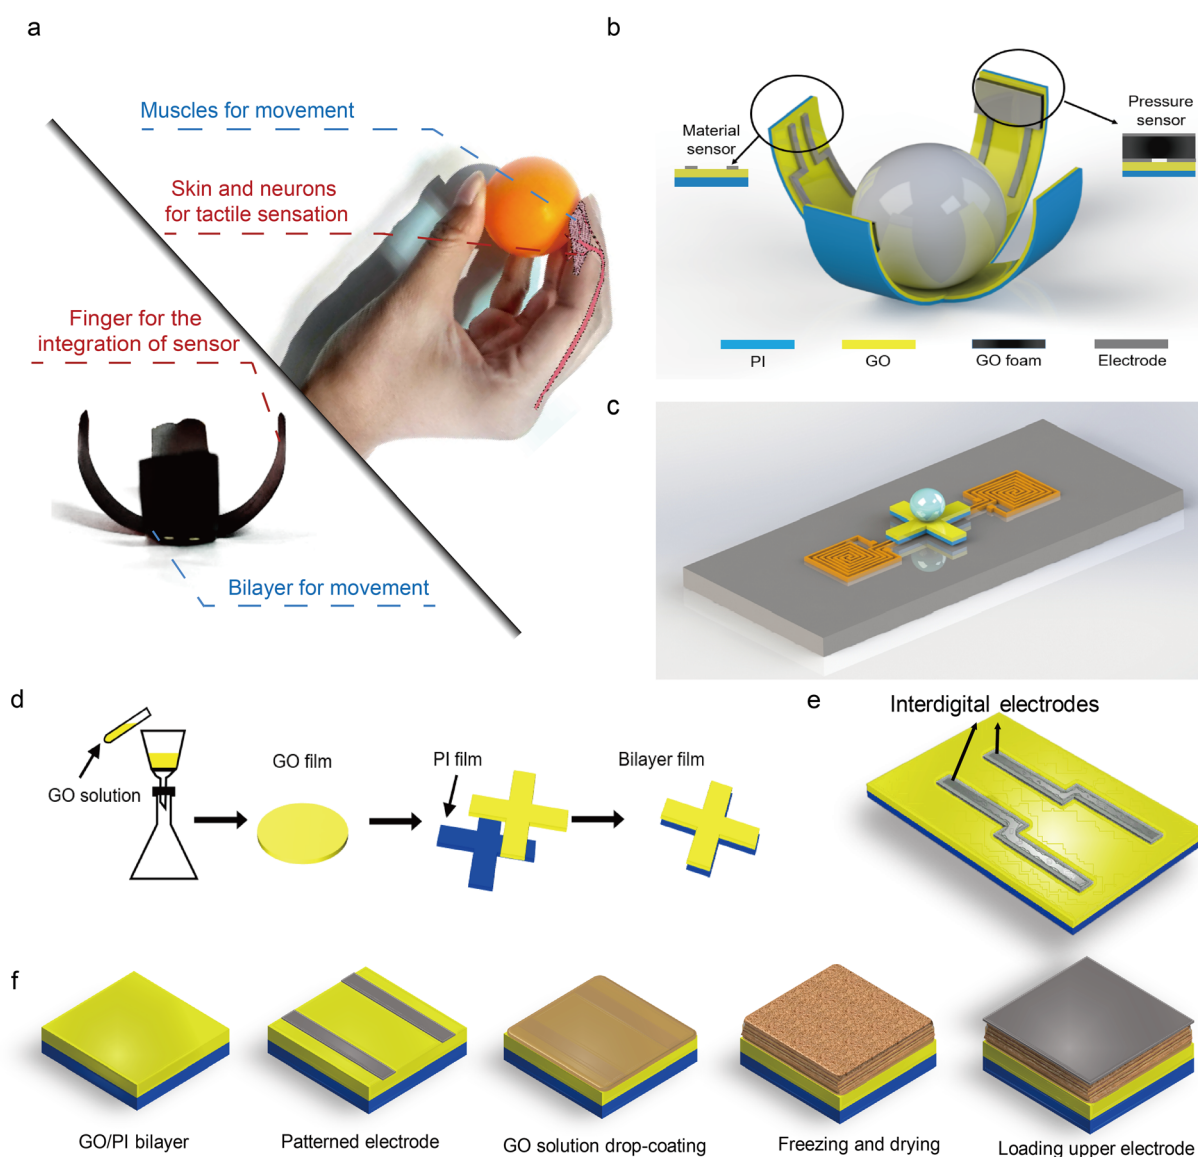 a
Muscles for movement
Skin and neurons
for tactile sensation
Finger for the
integration of sensor
Bilayer for movement
b
Material
sensor
Pressure
sensor
PI
GO
GO foam
Electrode
c
d
GO solution
GO film
PI film
Bilayer film
e
Interdigital electrodes
f
GO/PI bilayer
Patterned electrode
GO solution drop-coating
Freezing and drying
Loading upper electrode